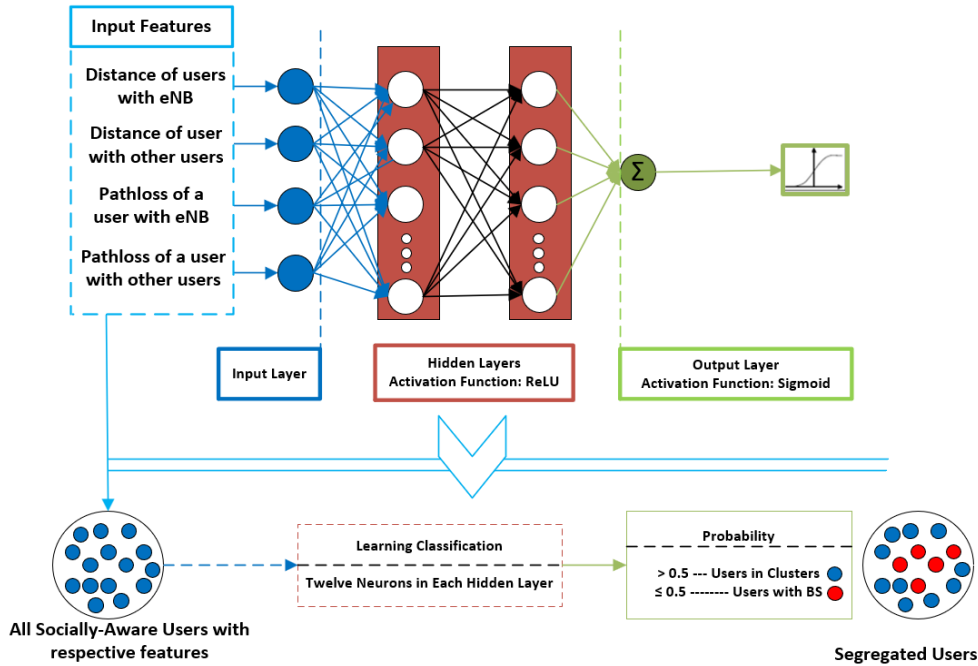 Input Features
Distance of users
with eNB
Distance of user
with other users
Pathloss of a
user with eNB
Pathloss of a user
with other users
Σ
Input Layer
Hidden Layers
Activation Function: ReLU
Output Layer
Activation Function: Sigmoid
Learning Classification
Twelve Neurons in Each Hidden Layer
Probability
> 0.5 --- Users in Clusters
≤ 0.5 -------- Users with BS
All Socially-Aware Users with
respective features
Segregated Users